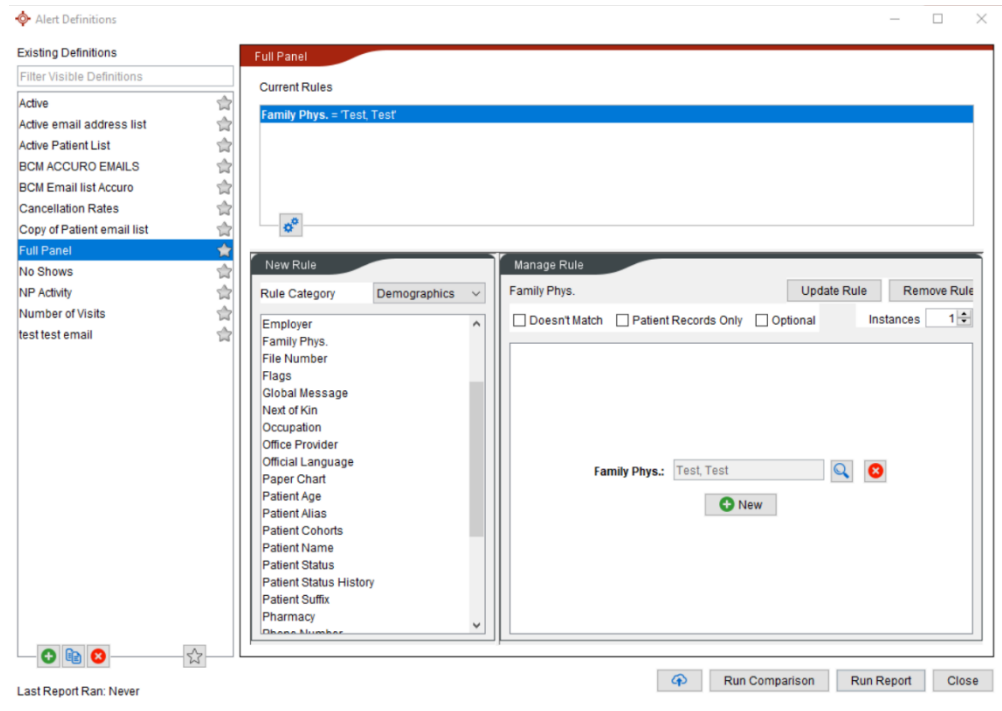 Alert Definitions
Existing Definitions
Filter Visible Definitions
Active
Active email address list
Active Patient List
BCM ACCURO EMAILS
BCM Email list Accuro
Cancellation Rates
Copy of Patient email list
Full Panel
No Shows
NP Activity
Number of Visits
test test email
Last Report Ran: Never
Full Panel
Current Rules
Family Phys. = 'Test, Test'
New Rule
Rule Category Demographics
Employer
Family Phys.
File Number
Flags
Global Message
Next of Kin
Occupation
Office Provider
Official Language
Paper Chart
Patient Age
Patient Alias
Patient Cohorts
Patient Name
Patient Status
Patient Status History
Patient Suffix
Pharmacy
Phone Number
Manage Rule
Family Phys. Update Rule Remove Rule
Doesn't Match Patient Records Only Optional Instances 1
Family Phys.: Test, Test
New
Run Comparison Run Report Close